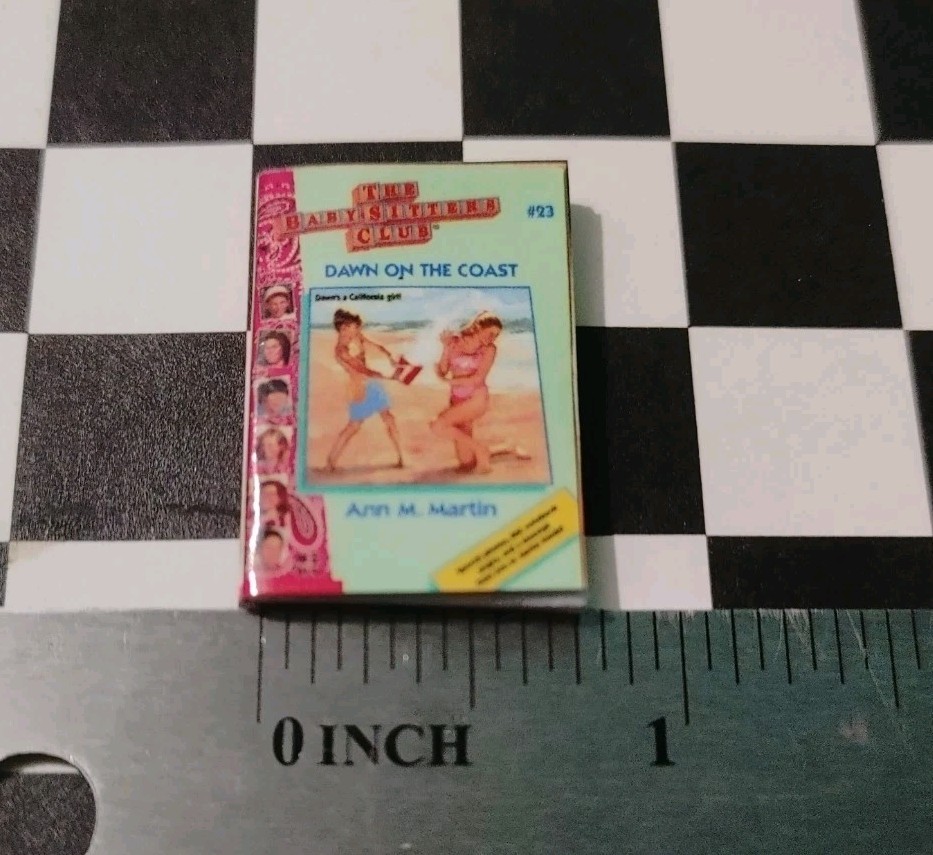 THE
BABY SITTERS
CLUB
#23
DAWN ON THE COAST
Dawn's a California girl!
Ann M. Martin
0 INCH 1